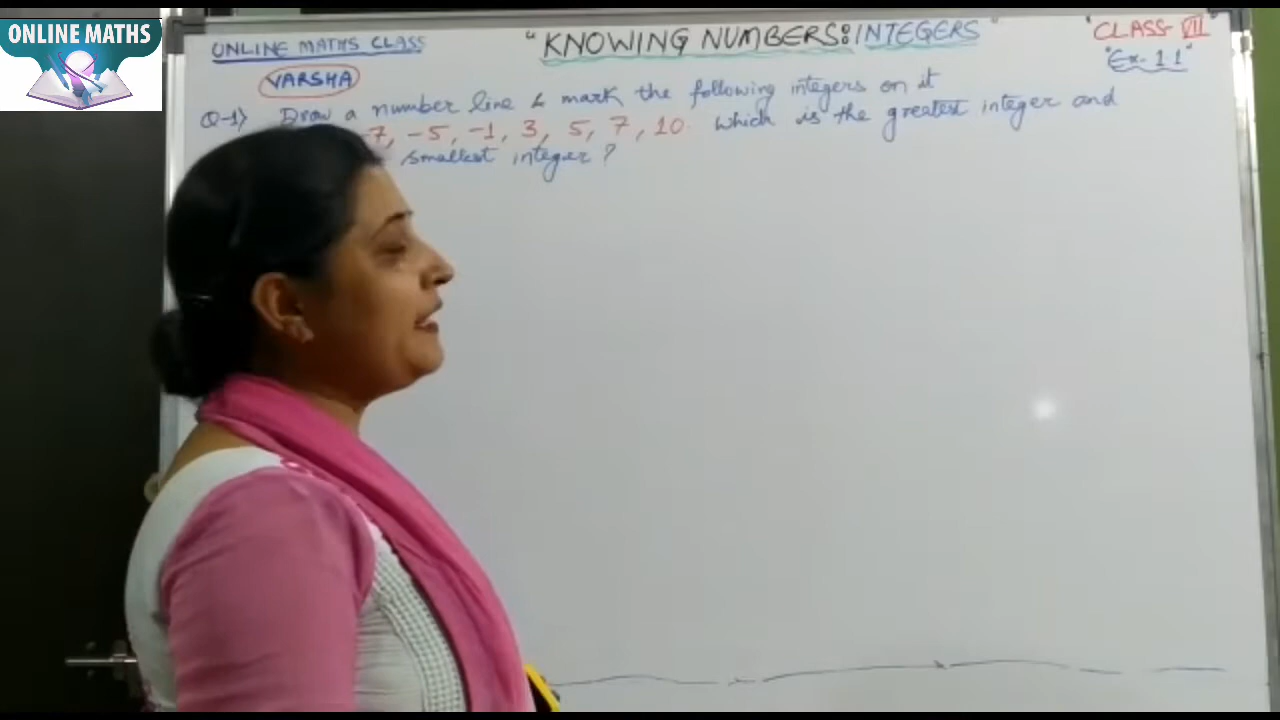 ONLINE MATHS
ONLINE MATHS CLASS
"KNOWING NUMBERS:INTEGERS"
"CLASS VII"
"Ex-1.1"
VARSHA
Q-1) Draw a number line & mark the following integers on it
-7, -5, -1, 3, 5, 7, 10. Which is the greatest integer and
smallest integer?